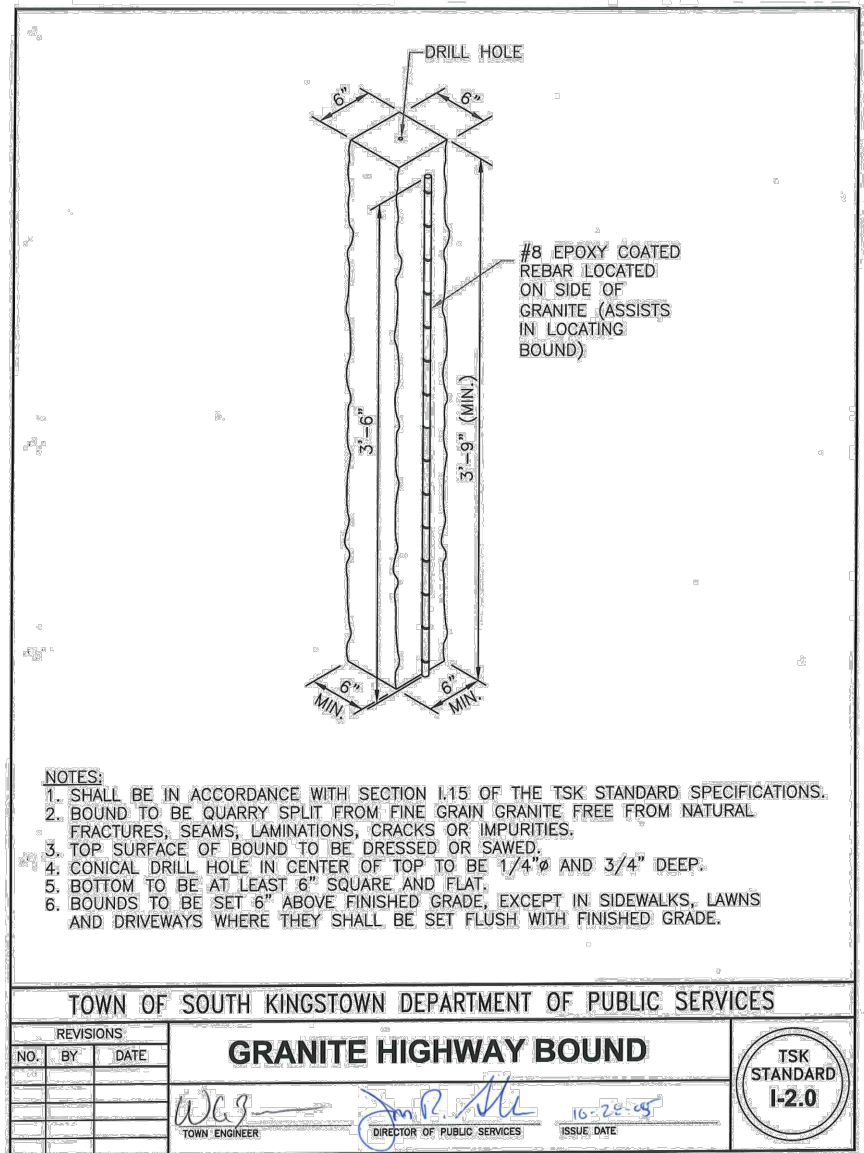 DRILL HOLE
6"
6"
#8 EPOXY COATED
REBAR LOCATED
ON SIDE OF
GRANITE (ASSISTS
IN LOCATING
BOUND)
3'-6"
3'-9" (MIN.)
6"
MIN.
6"
MIN.
NOTES:
1. SHALL BE IN ACCORDANCE WITH SECTION I.15 OF THE TSK STANDARD SPECIFICATIONS.
2. BOUND TO BE QUARRY SPLIT FROM FINE GRAIN GRANITE FREE FROM NATURAL
FRACTURES, SEAMS, LAMINATIONS, CRACKS OR IMPURITIES.
3. TOP SURFACE OF BOUND TO BE DRESSED OR SAWED.
4. CONICAL DRILL HOLE IN CENTER OF TOP TO BE 1/4"ø AND 3/4" DEEP.
5. BOTTOM TO BE AT LEAST 6" SQUARE AND FLAT.
6. BOUNDS TO BE SET 6" ABOVE FINISHED GRADE, EXCEPT IN SIDEWALKS, LAWNS
AND DRIVEWAYS WHERE THEY SHALL BE SET FLUSH WITH FINISHED GRADE.
TOWN OF SOUTH KINGSTOWN DEPARTMENT OF PUBLIC SERVICES
REVISIONS
NO. BY DATE
GRANITE HIGHWAY BOUND
TOWN ENGINEER
DIRECTOR OF PUBLIC SERVICES
ISSUE DATE
TSK
STANDARD
I-2.0